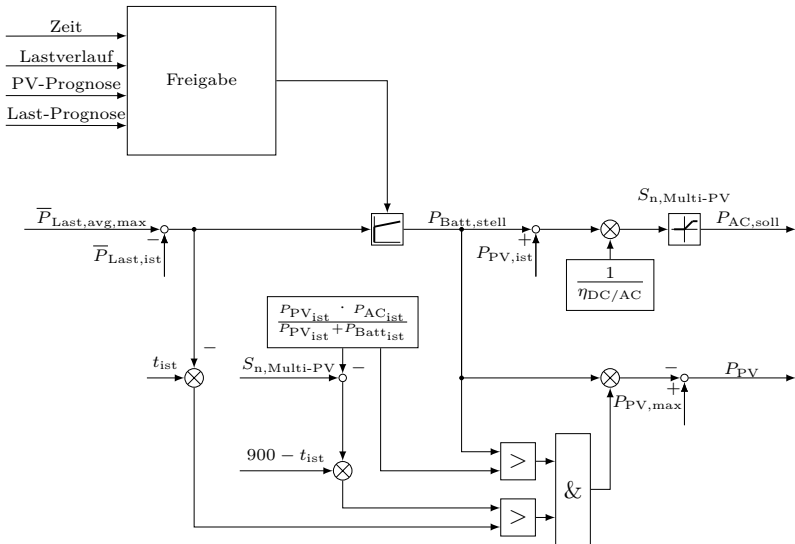 Zeit
Lastverlauf
PV-Prognose
Last-Prognose
Freigabe
S_n,Multi-PV
P̅_Last,avg,max
−
P̅_Last,ist
P_Batt,stell
+
P_PV,ist
P_AC,soll
1
η_DC/AC
P_PV_ist · P_AC_ist
P_PV_ist + P_Batt_ist
−
t_ist
S_n,Multi-PV
−
−
+
P_PV,max
P_PV
900 − t_ist
>
&
>